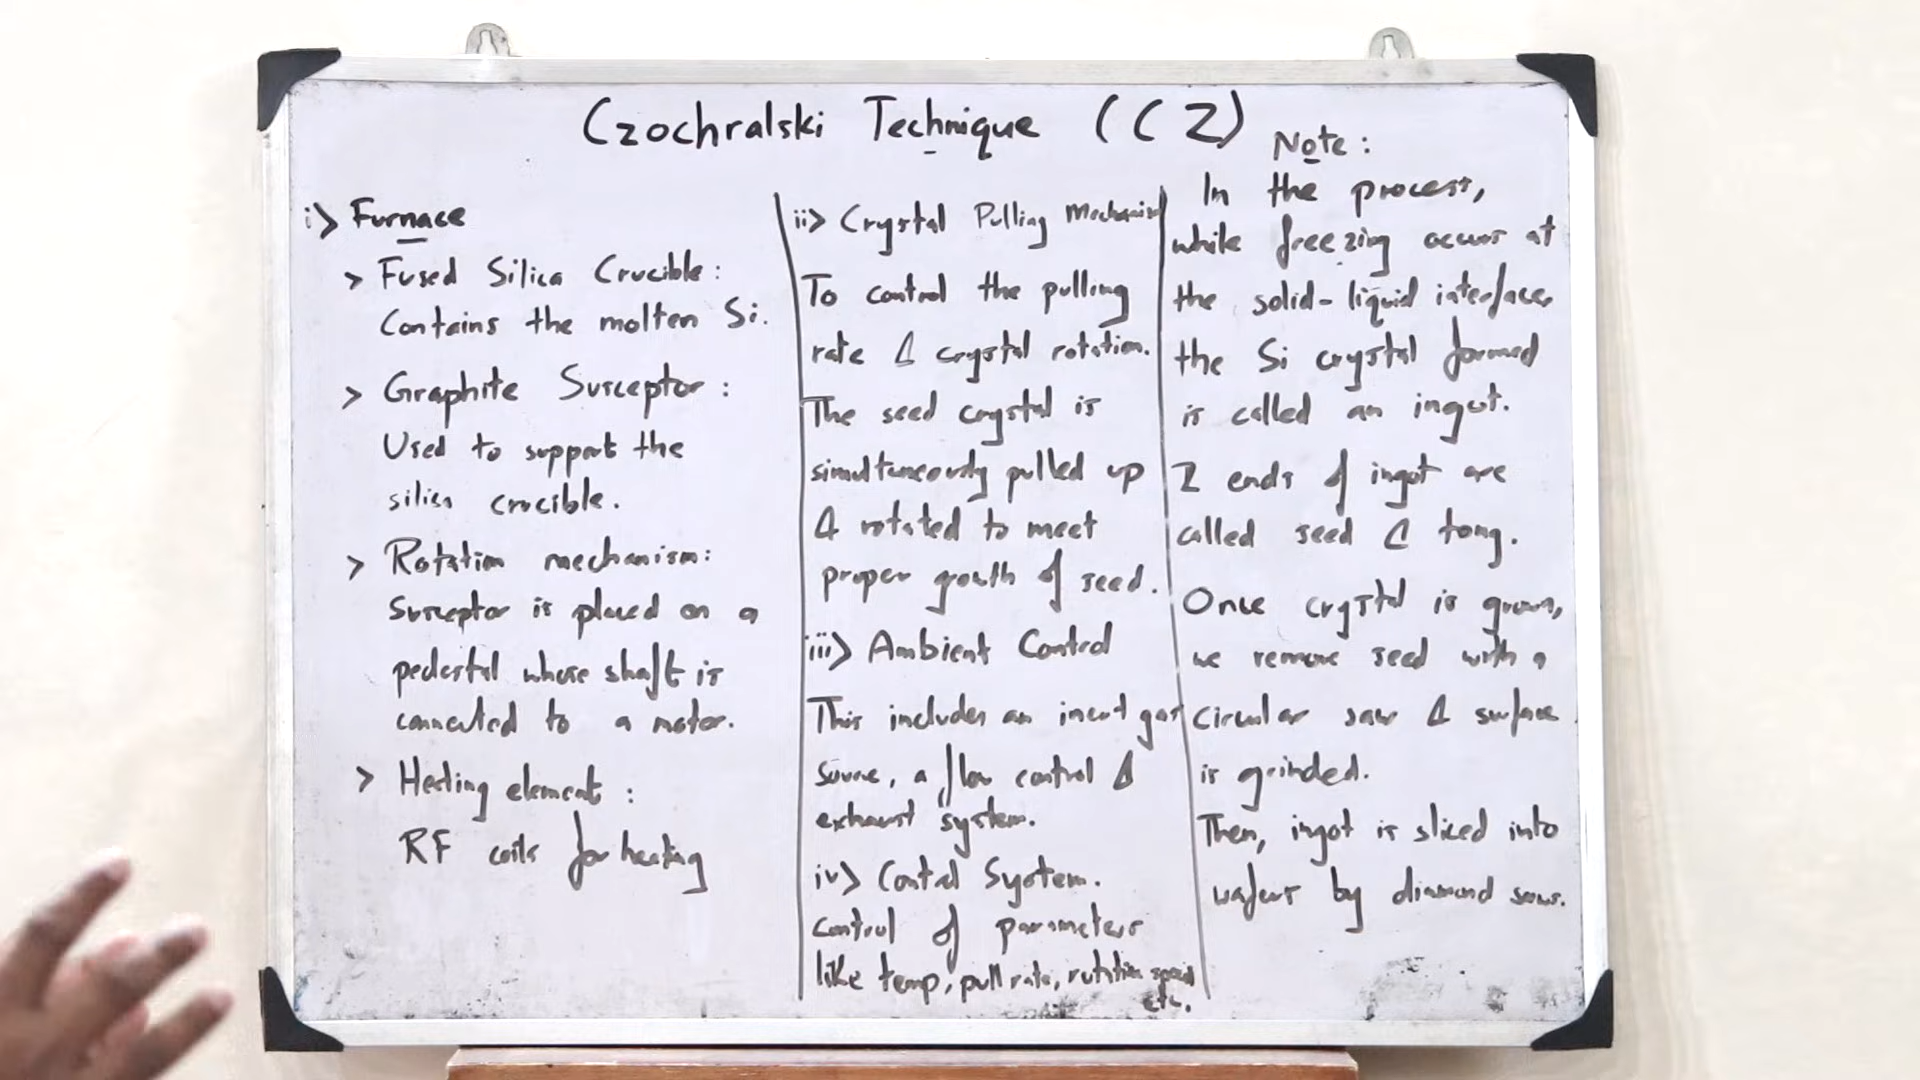 Czochralski Technique (CZ)
i> Furnace
> Fused Silica Crucible:
Contains the molten Si.
> Graphite Susceptor:
Used to support the
silica crucible.
> Rotation mechanism:
Susceptor is placed on a
pedestal whose shaft is
connected to a motor.
> Heating element:
RF coils for heating
ii> Crystal Pulling Mechanism
To control the pulling
rate & crystal rotation.
The seed crystal is
simultaneously pulled up
& rotated to meet
proper growth of seed.
iii> Ambient Control
This includes an inert gas
source, a flow control &
exhaust system.
iv> Contal System.
Control of parameters
like temp, pull rate, rotation speed
etc.
Note:
In the process,
while freezing occurs at
the solid-liquid interface,
the Si crystal formed
is called an ingot.
2 ends of ingot are
called seed & tong.
Once crystal is grown,
we remove seed with a
circular saw & surface
is grinded.
Then, ingot is sliced into
wafers by diamond saws.